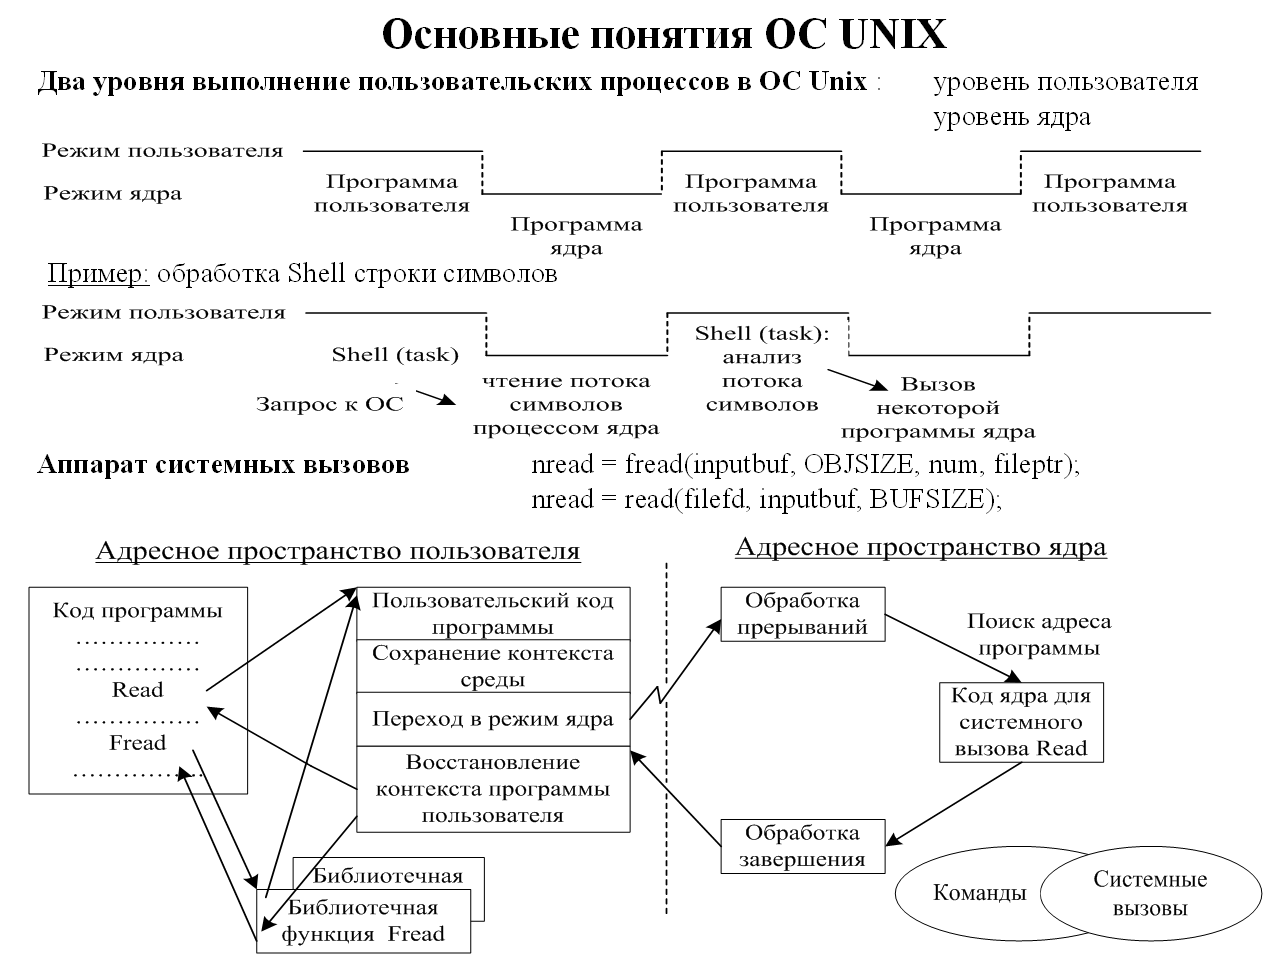 Основные понятия ОС UNIX
Два уровня выполнение пользовательских процессов в ОС Unix :
уровень пользователя
уровень ядра
Режим пользователя
Режим ядра
Программа
пользователя
Программа
ядра
Программа
пользователя
Программа
ядра
Программа
пользователя
Пример: обработка Shell строки символов
Режим пользователя
Режим ядра
Shell (task)
Запрос к ОС
чтение потока
символов
процессом ядра
Shell (task):
анализ
потока
символов
Вызов
некоторой
программы ядра
Аппарат системных вызовов
nread = fread(inputbuf, OBJSIZE, num, fileptr);
nread = read(filefd, inputbuf, BUFSIZE);
Адресное пространство пользователя
Адресное пространство ядра
Код программы
...............
...............
Read
...............
Fread
................
Пользовательский код
программы
Сохранение контекста
среды
Переход в режим ядра
Восстановление
контекста программы
пользователя
Библиотечная
Библиотечная
функция Fread
Обработка
прерываний
Поиск адреса
программы
Код ядра для
системного
вызова Read
Обработка
завершения
Команды
Системные
вызовы